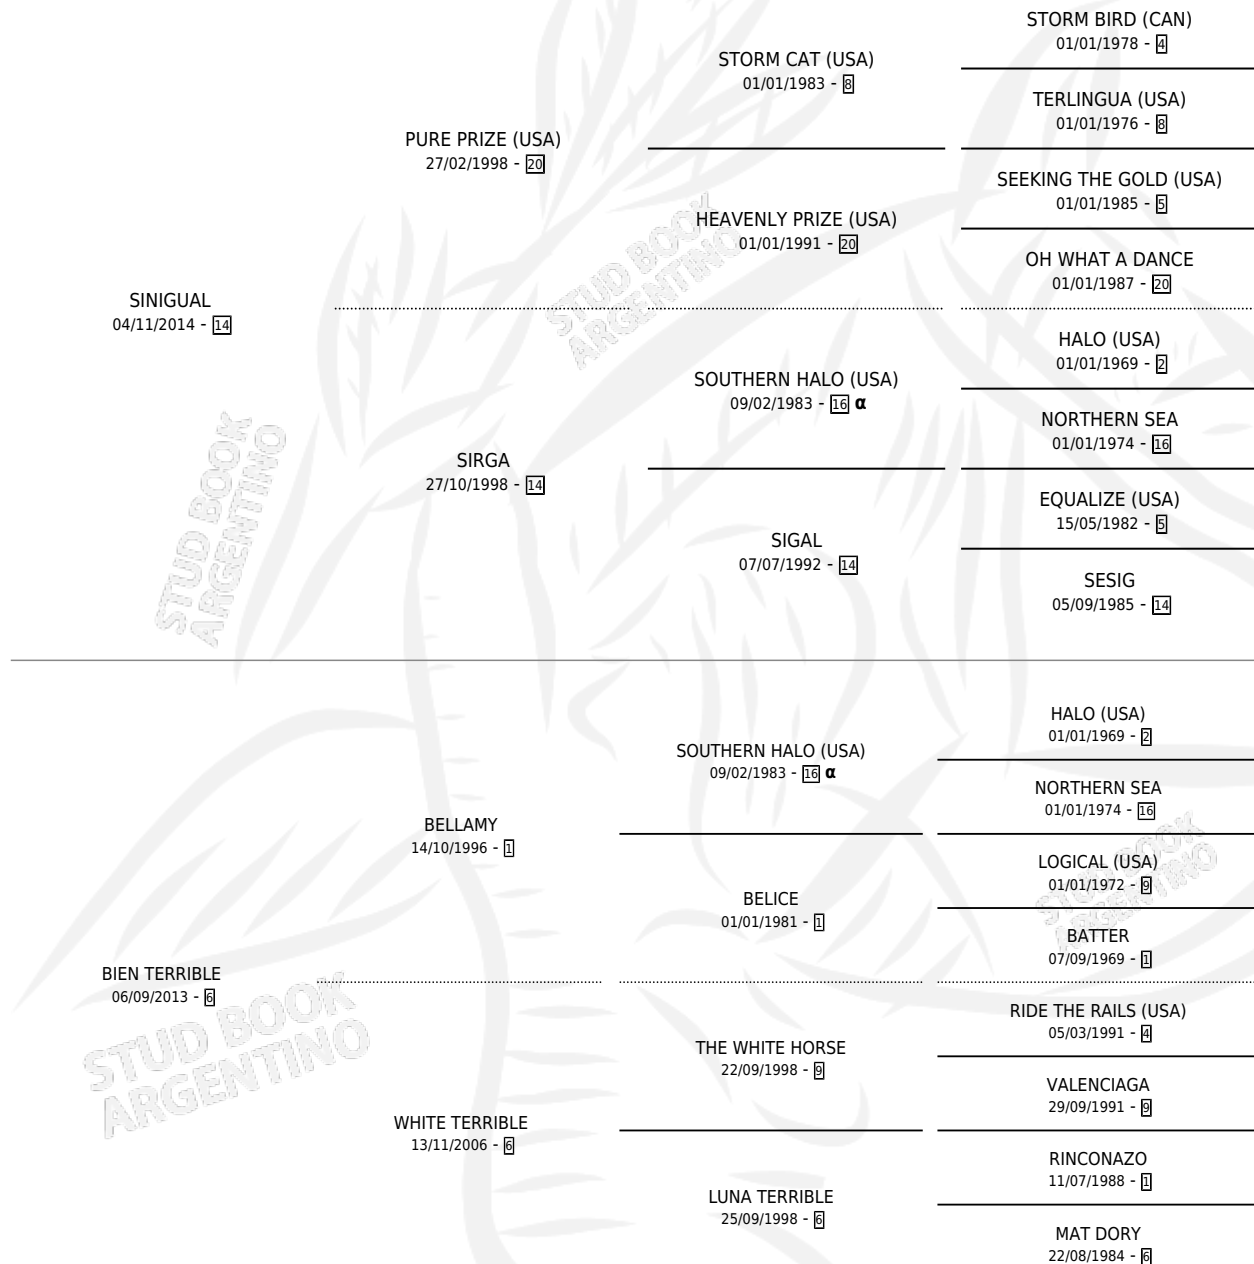 STORM BIRD (CAN)
01/01/1978 - 4
STORM CAT (USA)
01/01/1983 - 8
TERLINGUA (USA)
01/01/1976 - 8
PURE PRIZE (USA)
27/02/1998 - 20
SEEKING THE GOLD (USA)
01/01/1985 - 5
HEAVENLY PRIZE (USA)
01/01/1991 - 20
OH WHAT A DANCE
01/01/1987 - 20
SINIGUAL
04/11/2014 - 14
HALO (USA)
01/01/1969 - 2
SOUTHERN HALO (USA)
09/02/1983 - 16 α
NORTHERN SEA
01/01/1974 - 16
SIRGA
27/10/1998 - 14
EQUALIZE (USA)
15/05/1982 - 5
SIGAL
07/07/1992 - 14
SESIG
05/09/1985 - 14
HALO (USA)
01/01/1969 - 2
SOUTHERN HALO (USA)
09/02/1983 - 16 α
NORTHERN SEA
01/01/1974 - 16
BELLAMY
14/10/1996 - 1
LOGICAL (USA)
01/01/1972 - 9
BELICE
01/01/1981 - 1
BATTER
07/09/1969 - 1
BIEN TERRIBLE
06/09/2013 - 6
RIDE THE RAILS (USA)
05/03/1991 - 4
THE WHITE HORSE
22/09/1998 - 9
VALENCIAGA
29/09/1991 - 9
WHITE TERRIBLE
13/11/2006 - 6
RINCONAZO
11/07/1988 - 1
LUNA TERRIBLE
25/09/1998 - 6
MAT DORY
22/08/1984 - 6
STUD BOOK
ARGENTINO
STUD BOOK
ARGENTINO
STUD BOOK
ARGENTINO
STUD BOOK
ARGENTINO